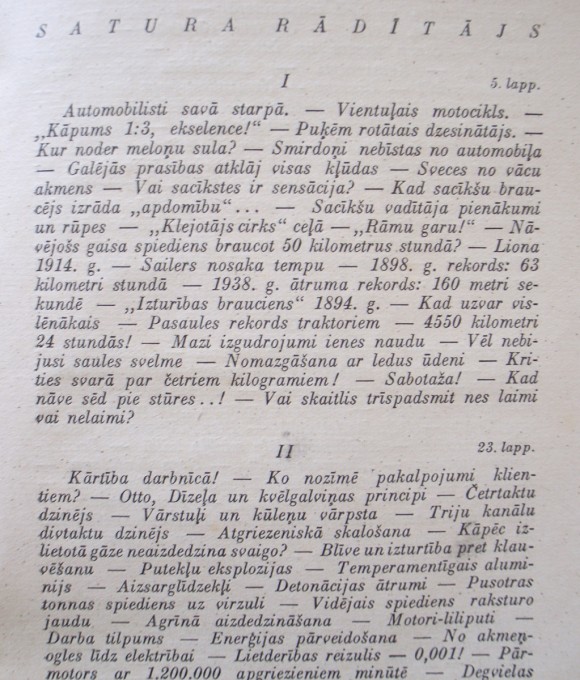 SATURA RĀDĪTĀJS
I
5. lapp.
Automobilisti savā starpā. — Vientuļais motocikls. —
„Kāpums 1:3, ekselence!“ — Puķēm rotātais dzesinātājs. —
Kur noder meloņu sula? — Smirdoņi nebīstas no automobiļa
— Galējās prasības atklāj visas kļūdas — Sveces no vācu
akmens — Vai sacīkstes ir sensācija? — Kad sacīkšu brau-
cējs izrāda „apdomību“... — Sacīkšu vadītāja pienākumi
un rūpes — „Klejotājs cirks“ ceļā — „Rāmu garu!“ — Nā-
vējošs gaisa spiediens braucot 50 kilometrus stundā? — Liona
1914. g. — Sailers nosaka tempu — 1898. g. rekords: 63
kilometri stundā — 1938. g. ātruma rekords: 160 metri se-
kundē — „Izturības brauciens“ 1894. g. — Kad uzvar vis-
lēnākais — Pasaules rekords traktoriem — 4550 kilometri
24 stundās! — Mazi izgudrojumi ienes naudu — Vēl nebi-
jusi saules svelme — Nomazgāšana ar ledus ūdeni — Kri-
ties svarā par četriem kilogramiem! — Sabotaža! — Kad
nāve sēd pie stūres..! — Vai skaitlis trīspadsmit nes laimi
vai nelaimi?
II
23. lapp.
Kārtība darbnīcā! — Ko nozīmē pakalpojumi klien-
tiem? — Otto, Dīzeļa un kvēlgalviņas principi — Četrtaktu
dzinējs — Vārstuļi un kūleņu vārpsta — Triju kanālu
divtaktu dzinējs — Atgriezeniskā skalošana — Kāpēc iz-
lietotā gāze neaizdedzina svaigo? — Blīve un izturība pret klau-
vēšanu — Putekļu eksplozijas — Temperamentīgais alumi-
nijs — Aizsarglīdzekļi — Detonācijas ātrumi — Pusotras
tonnas spiediens uz virzuli — Vidējais spiediens raksturo
jaudu — Agrīnā aizdedzināšana — Motori-liliputi —
Darba tilpums — Enerģijas pārveidošana — No akmeņ-
ogles līdz elektrībai — Lietderības reizulis — 0,001! — Pār-
motors ar 1.200.000 apgriezieniem minūtē — Degvielas